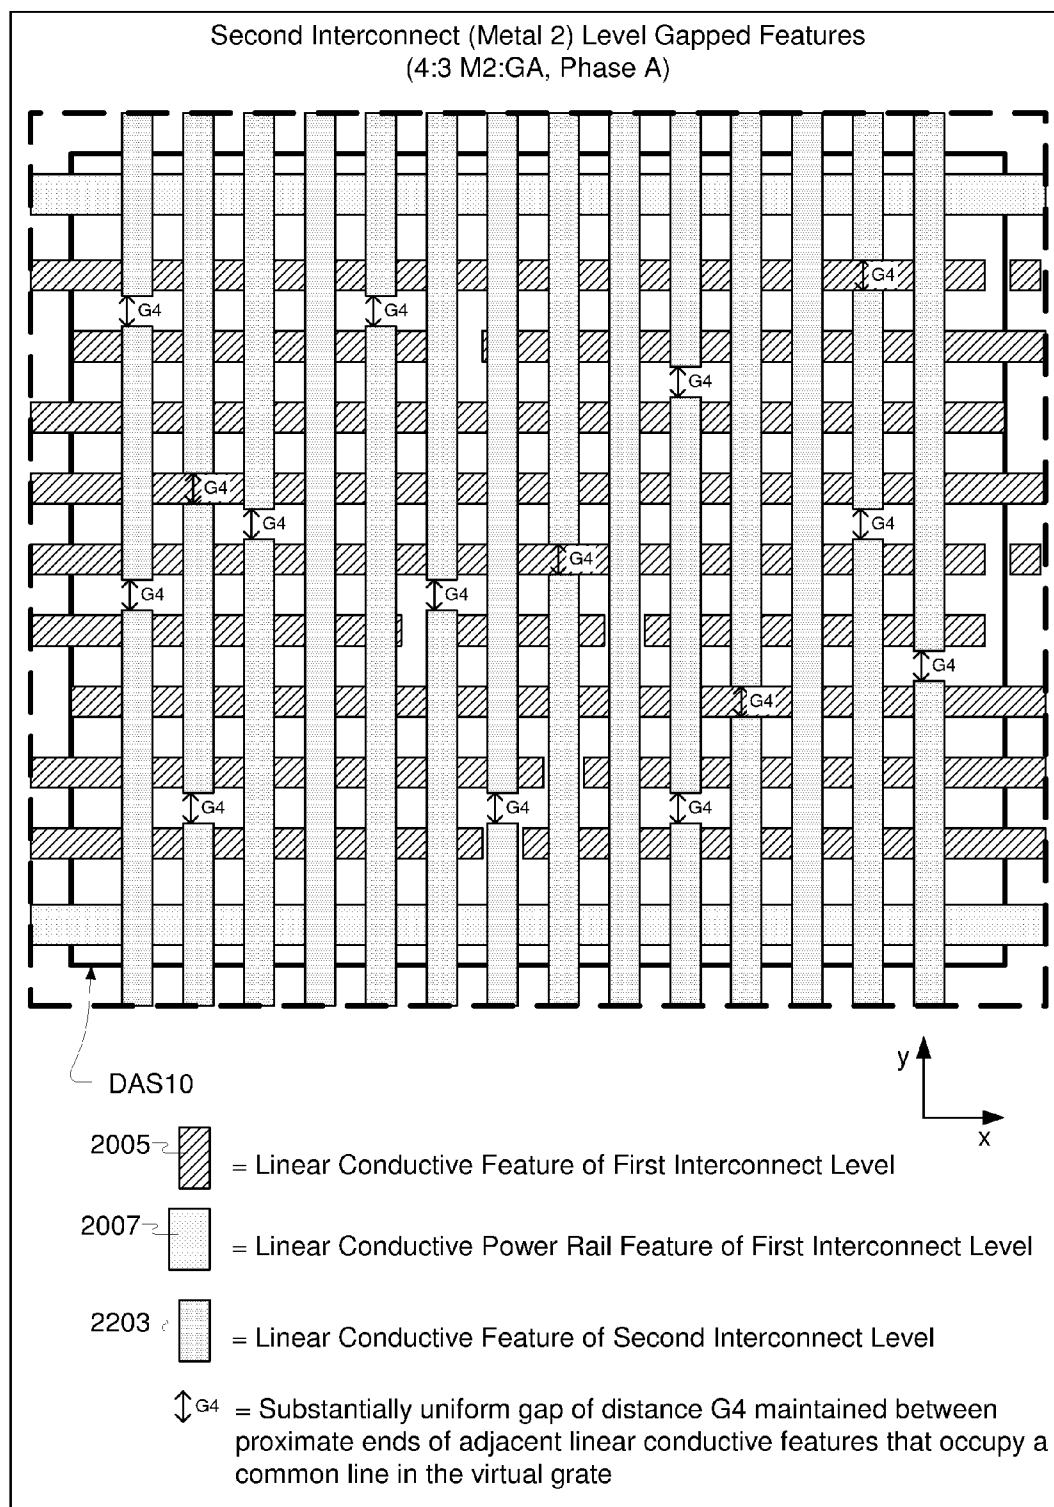 Second Interconnect (Metal 2) Level Gapped Features
(4:3 M2:GA, Phase A)
G4
G4 G4
G4
G4
G4 G4
G4
G4 G4
G4
G4
G4 G4 G4
DAS10
y
x
2005 = Linear Conductive Feature of First Interconnect Level
2007 = Linear Conductive Power Rail Feature of First Interconnect Level
2203 = Linear Conductive Feature of Second Interconnect Level
G4 = Substantially uniform gap of distance G4 maintained between
proximate ends of adjacent linear conductive features that occupy a
common line in the virtual grate